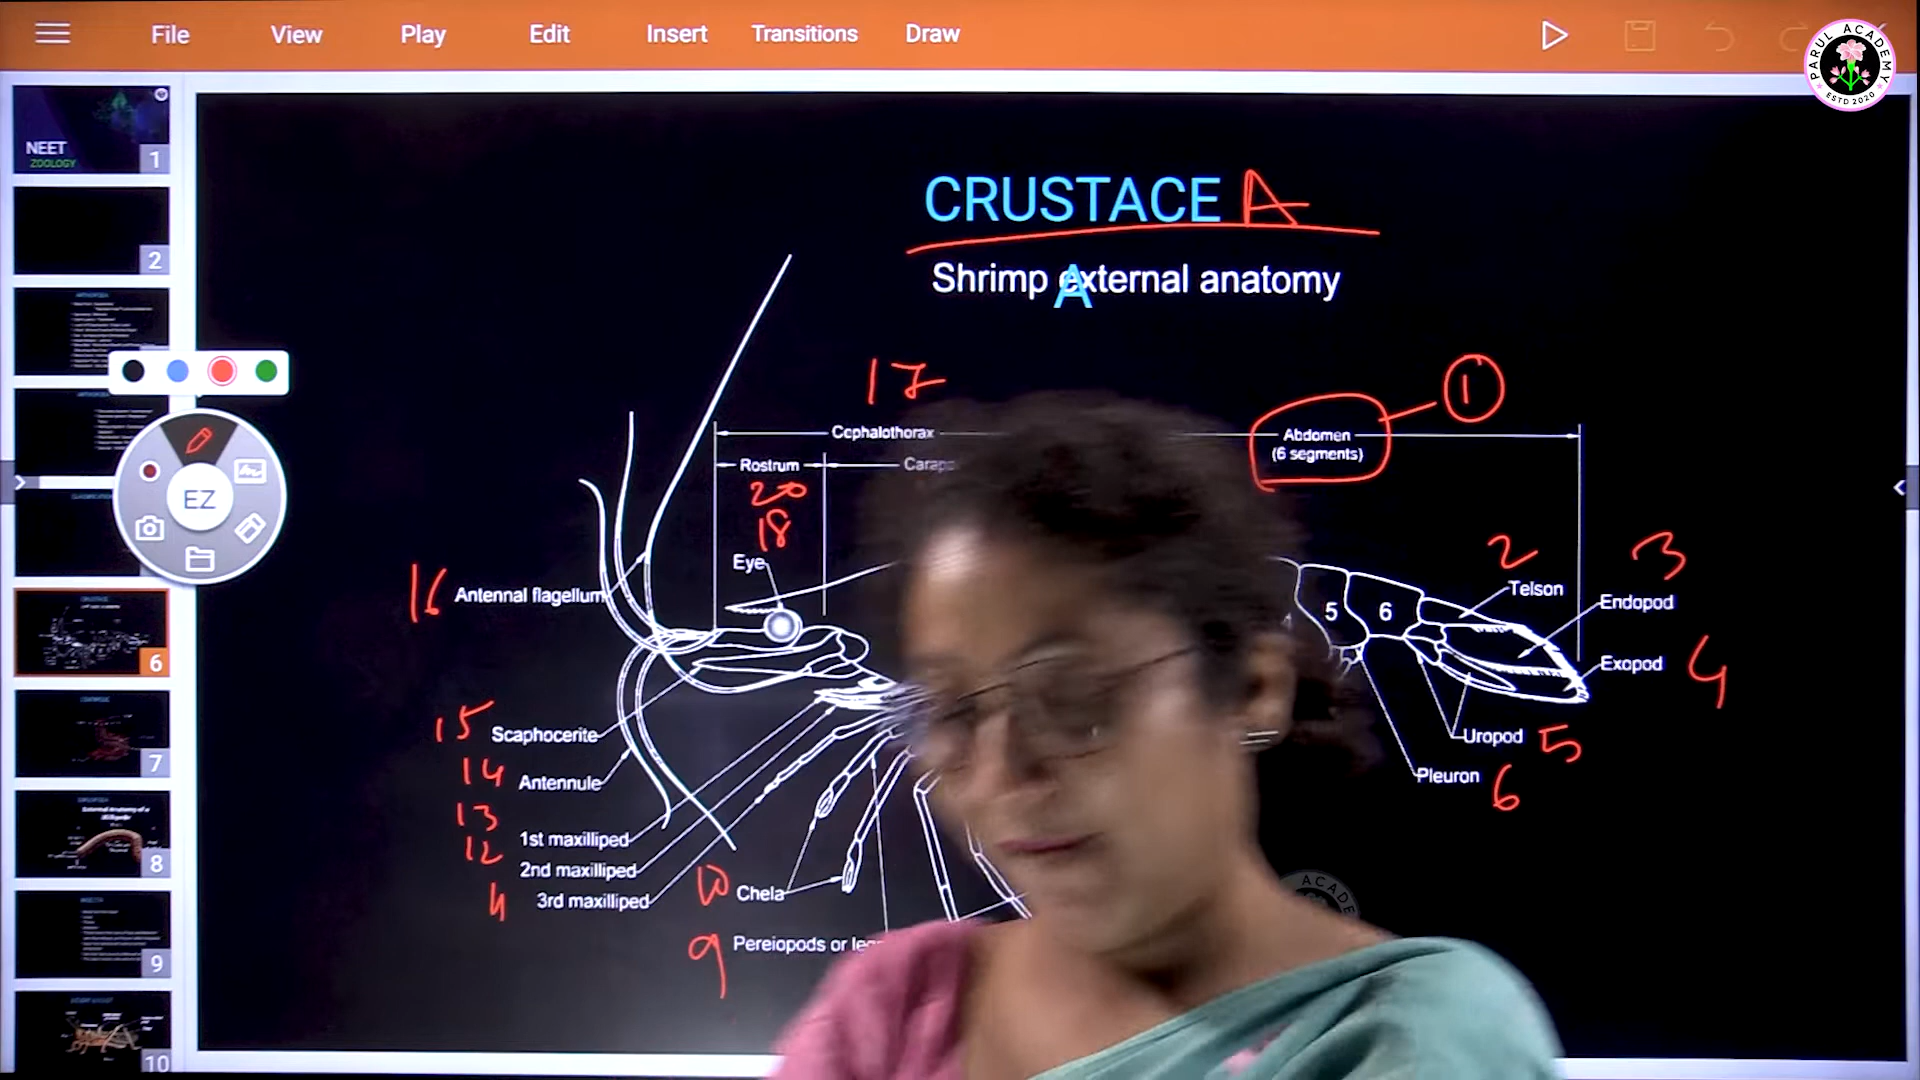 File View Play Edit Insert Transitions Draw
PARUL ACADEMY
ESTD 2020
NEET
ZOOLOGY
1
2
EZ
6
7
8
9
10
CRUSTACE A
Shrimp external anatomy
A
17
1
Cephalothorax
Abdomen
(6 segments)
Rostrum
20
18
Eye
2
Telson
3
Endopod
16 Antennal flagellum
5 6
Exopod 4
15 Scaphocerite
Uropod 5
14 Antennule
Pleuron 6
13
1st maxilliped
12
2nd maxilliped
3rd maxilliped
10 Chela
9 Pereiopods or